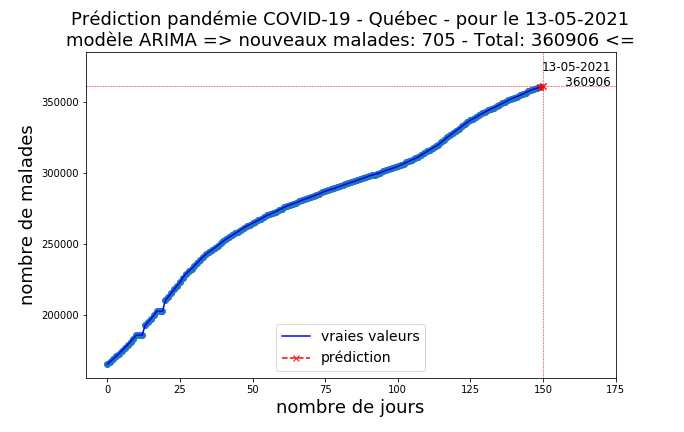 Prédiction pandémie COVID-19 - Québec - pour le 13-05-2021
modèle ARIMA => nouveaux malades: 705 - Total: 360906 <=
13-05-2021
360906
nombre de malades
350000
300000
250000
200000
vraies valeurs
prédiction
0 25 50 75 100 125 150 175
nombre de jours